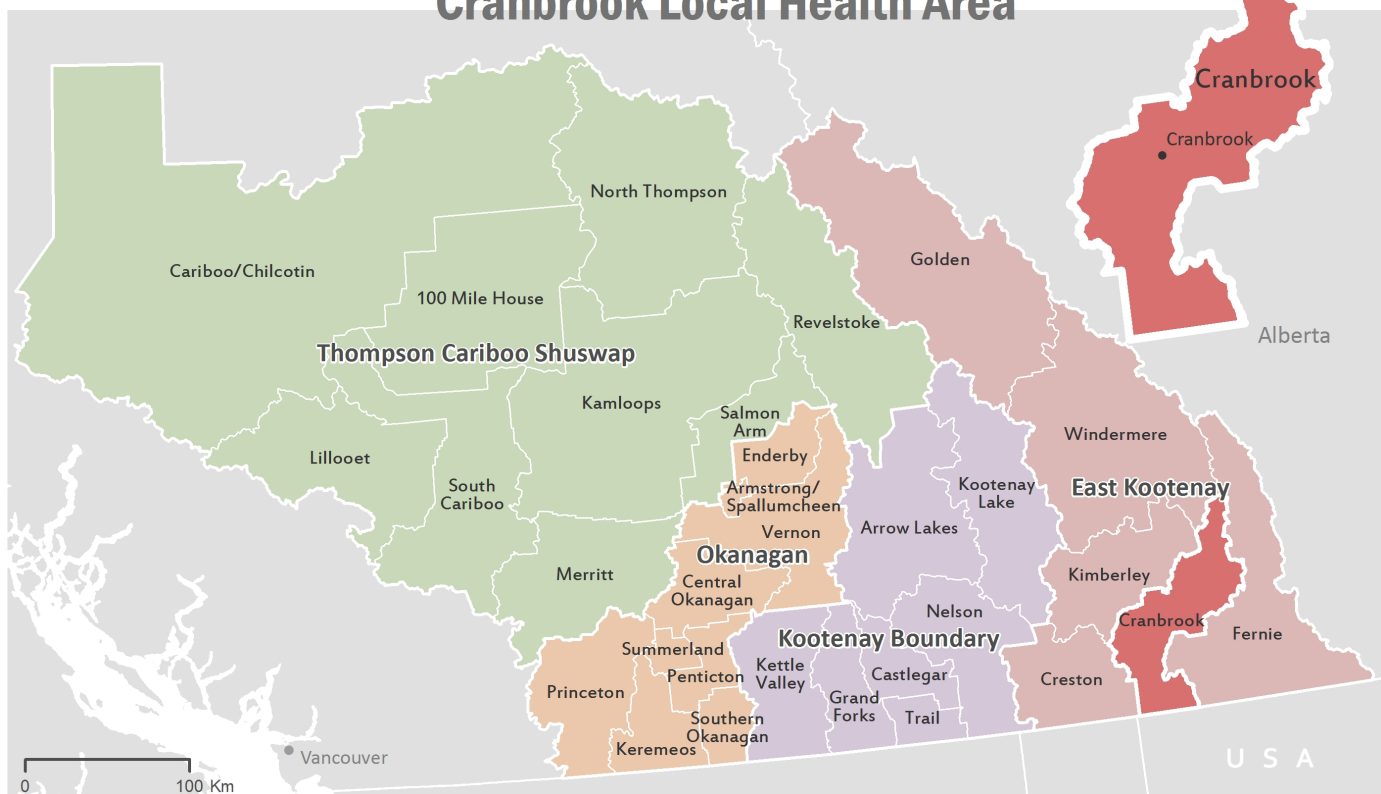 Cranbrook Local Health Area
Cranbrook
Cranbrook
North Thompson
Golden
Cariboo/Chilcotin
100 Mile House
Revelstoke
Alberta
Thompson Cariboo Shuswap
Kamloops
Salmon
Arm
Windermere
Enderby
Lillooet
East Kootenay
South
Cariboo
Kootenay
Lake
Armstrong/
Spallumcheen
Arrow Lakes
Vernon
Okanagan
Merritt
Central
Okanagan
Kimberley
Nelson
Cranbrook
Fernie
Kootenay Boundary
Summerland
Kettle
Valley
Penticton
Castlegar
Creston
Princeton
Grand
Forks
Trail
Southern
Okanagan
Keremeos
Vancouver
USA
0
100 Km